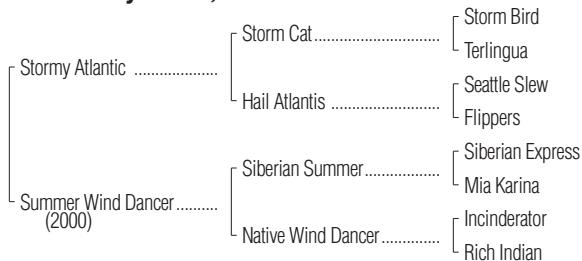 Storm Bird
Storm Cat..............................
Terlingua
Stormy Atlantic ....................
Seattle Slew
Hail Atlantis ..........................
Flippers
Siberian Express
Siberian Summer..................
Mia Karina
Summer Wind Dancer..........
(2000)
Incinderator
Native Wind Dancer..............
Rich Indian